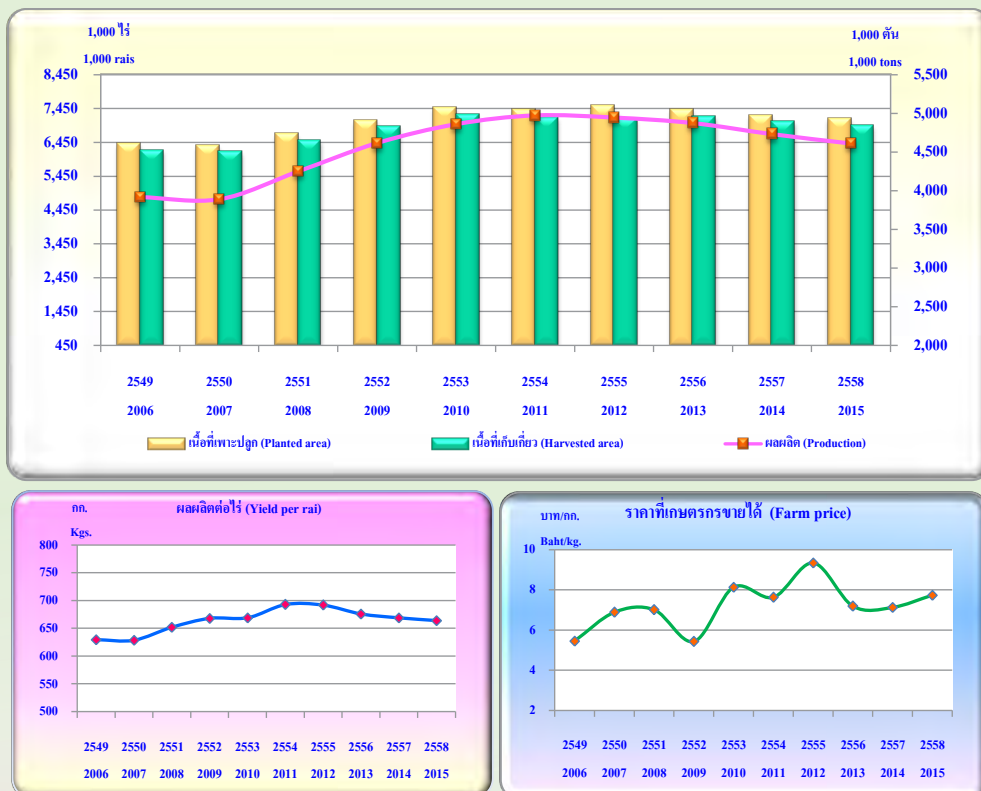 1,000 ไร่
1,000 rais
1,000 ตัน
1,000 tons
8,450
7,450
6,450
5,450
4,450
3,450
2,450
1,450
450
5,500
5,000
4,500
4,000
3,500
3,000
2,500
2,000
2549 2550 2551 2552 2553 2554 2555 2556 2557 2558
2006 2007 2008 2009 2010 2011 2012 2013 2014 2015
เนื้อที่เพาะปลูก (Planted area) เนื้อที่เก็บเกี่ยว (Harvested area) ผลผลิต (Production)
กก.
Kgs.
ผลผลิตต่อไร่ (Yield per rai)
800
750
700
650
600
550
500
2549 2550 2551 2552 2553 2554 2555 2556 2557 2558
2006 2007 2008 2009 2010 2011 2012 2013 2014 2015
บาท/กก.
Baht/kg.
ราคาที่เกษตรกรขายได้ (Farm price)
10
8
6
4
2
2549 2550 2551 2552 2553 2554 2555 2556 2557 2558
2006 2007 2008 2009 2010 2011 2012 2013 2014 2015